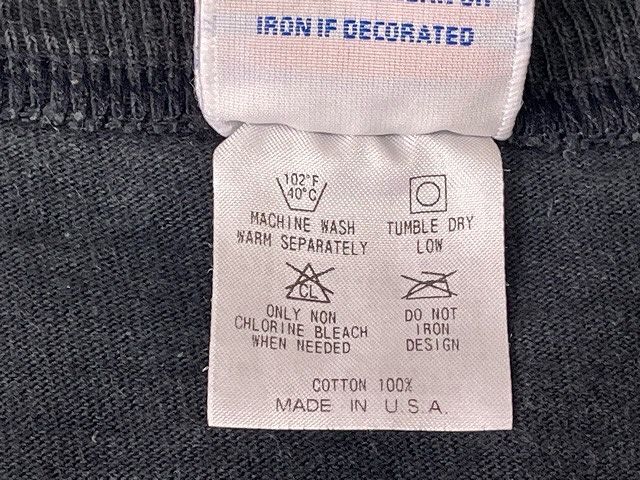 IRON IF DECORATED
102°F
40°C
MACHINE WASH
WARM SEPARATELY
TUMBLE DRY
LOW
CL
ONLY NON
CHLORINE BLEACH
WHEN NEEDED
DO NOT
IRON
DESIGN
COTTON 100%
MADE IN U.S.A.